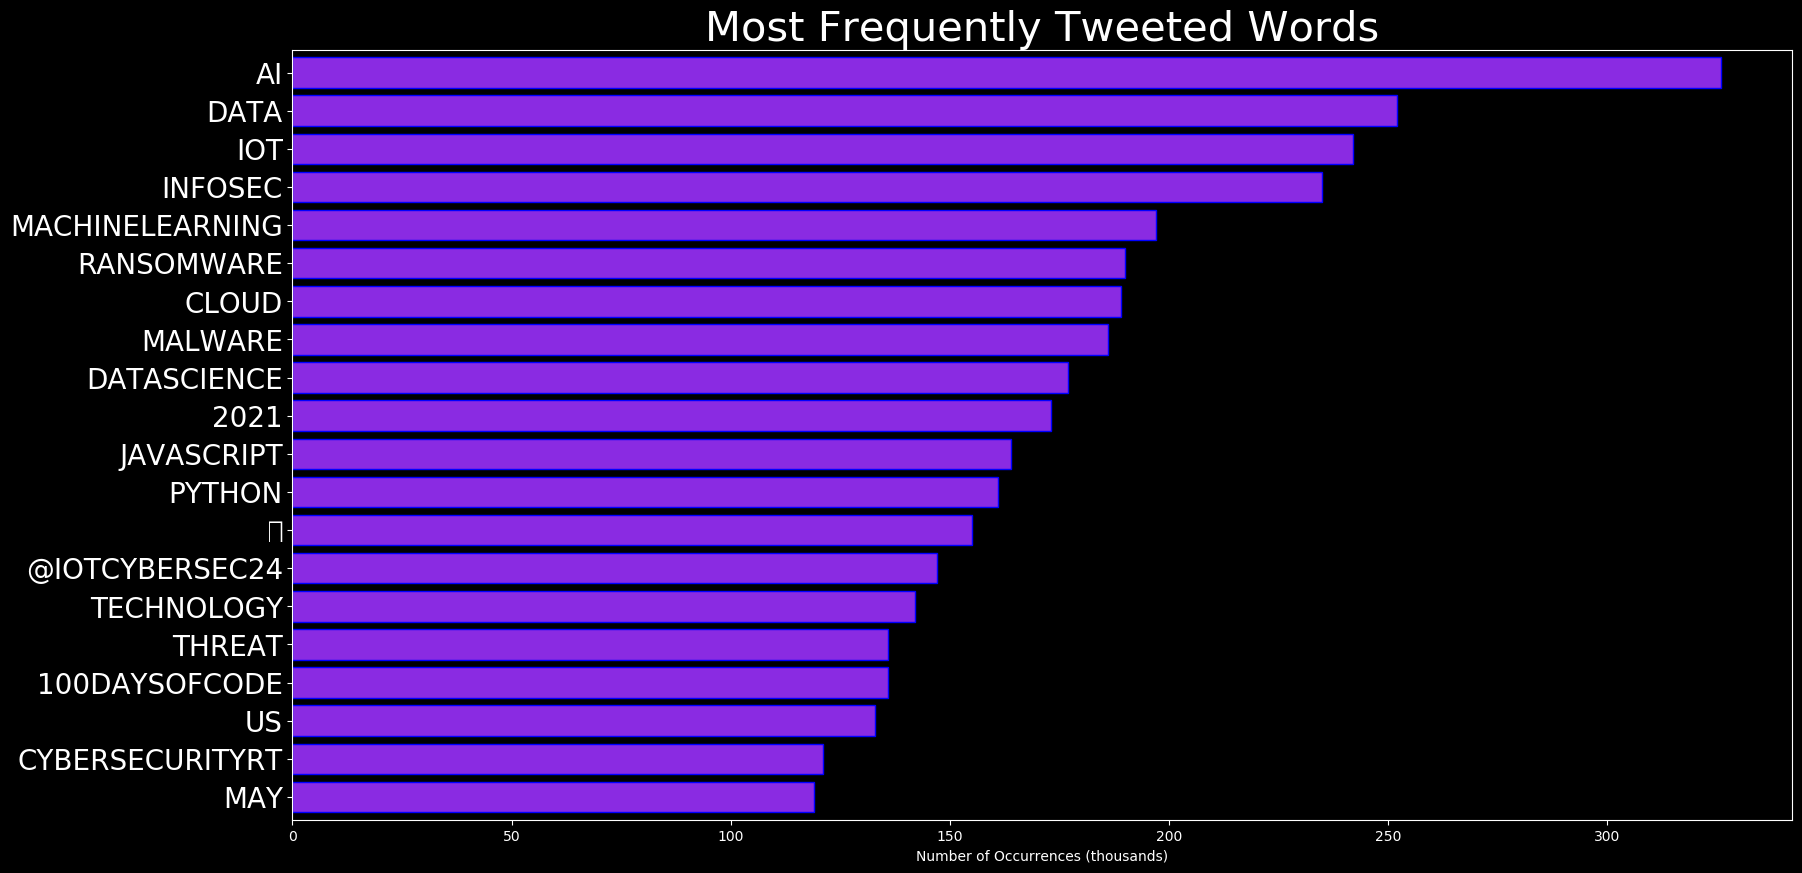 Most Frequently Tweeted Words
AI
DATA
IOT
INFOSEC
MACHINELEARNING
RANSOMWARE
CLOUD
MALWARE
DATASCIENCE
2021
JAVASCRIPT
PYTHON
@IOTCYBERSEC24
TECHNOLOGY
THREAT
100DAYSOFCODE
US
CYBERSECURITYRT
MAY
0 50 100 150 200 250 300
Number of Occurrences (thousands)